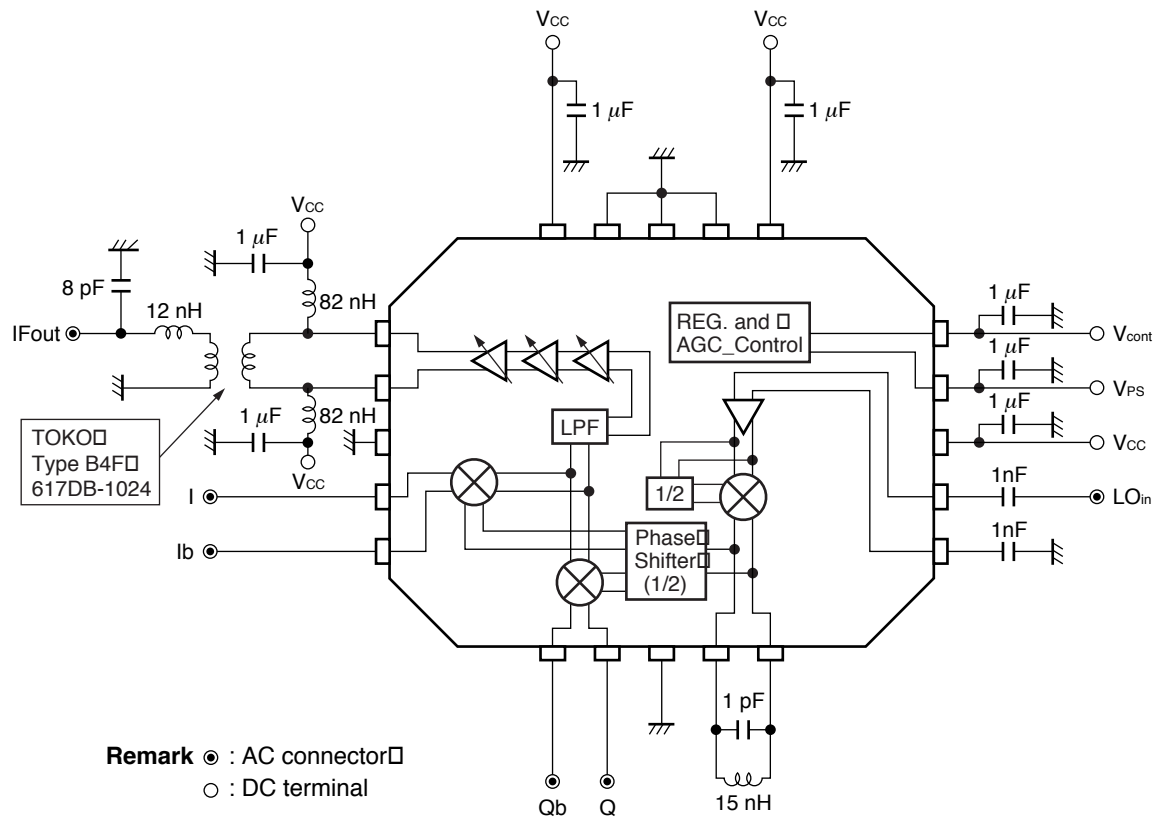 VCC
VCC
1 μF
1 μF
VCC
1 μF
8 pF
82 nH
12 nH
IFout
REG. and □
AGC_Control
1 μF
Vcont
1 μF
VPS
1 μF
82 nH
1 μF
VCC
TOKO□
Type B4F□
617DB-1024
VCC
LPF
1/2
1nF
LOin
I
1nF
Ib
Phase□
Shifter□
(1/2)
1 pF
15 nH
Qb
Q
Remark ◉ : AC connector□
○ : DC terminal